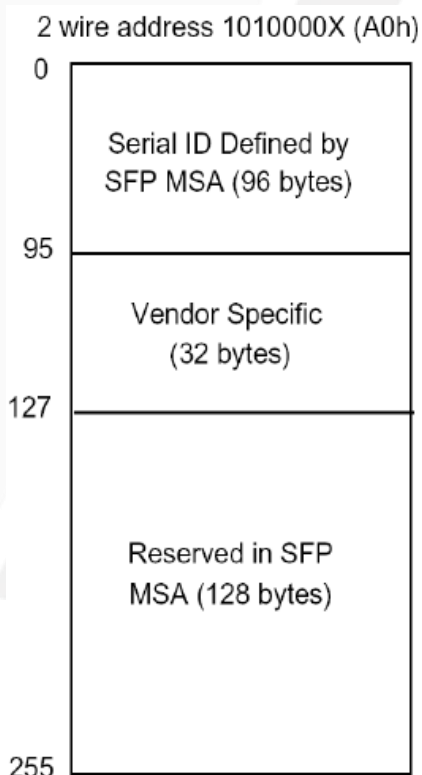 2 wire address 1010000X (A0h)
0
Serial ID Defined by
SFP MSA (96 bytes)
95
Vendor Specific
(32 bytes)
127
Reserved in SFP
MSA (128 bytes)
255